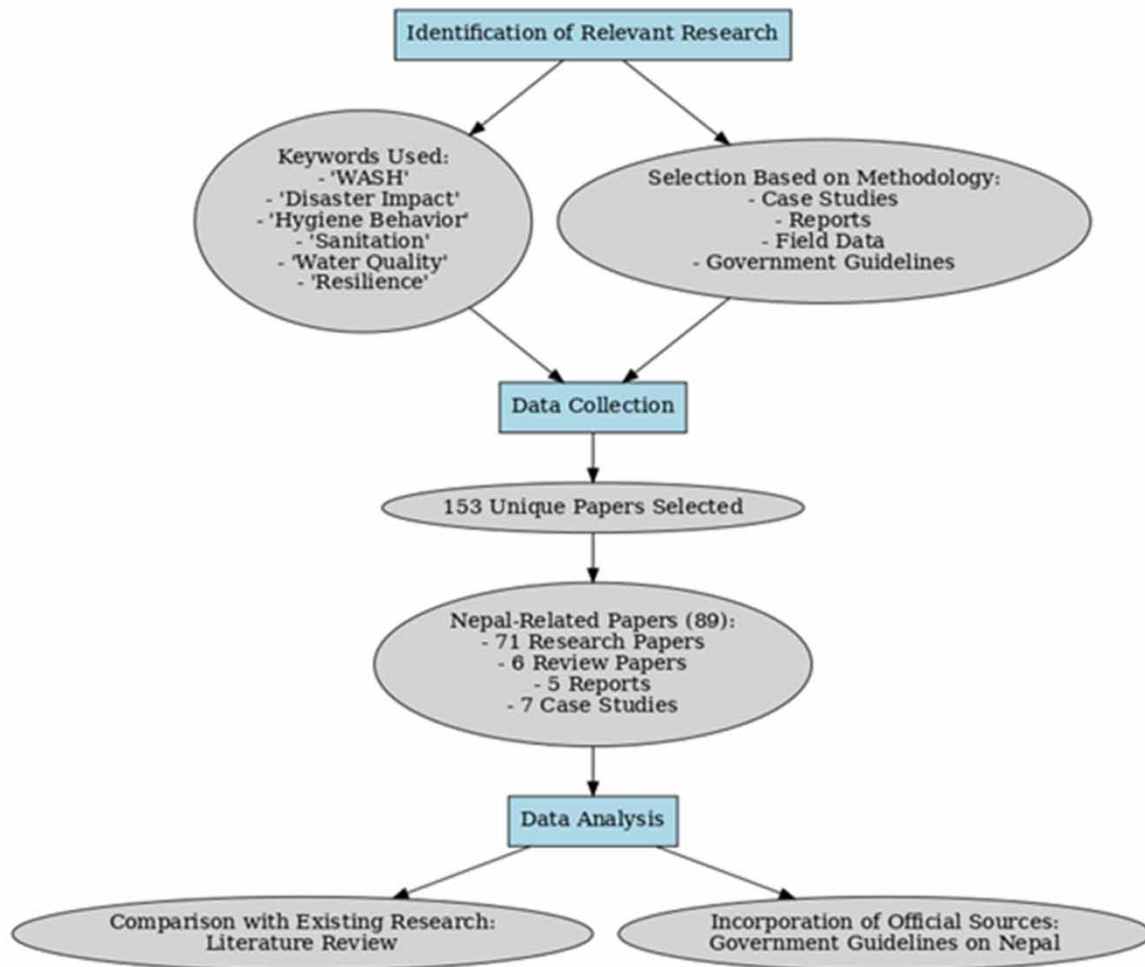 Identification of Relevant Research
Keywords Used:
- 'WASH'
- 'Disaster Impact'
- 'Hygiene Behavior'
- 'Sanitation'
- 'Water Quality'
- 'Resilience'
Selection Based on Methodology:
- Case Studies
- Reports
- Field Data
- Government Guidelines
Data Collection
153 Unique Papers Selected
Nepal-Related Papers (89):
- 71 Research Papers
- 6 Review Papers
- 5 Reports
- 7 Case Studies
Data Analysis
Comparison with Existing Research:
Literature Review
Incorporation of Official Sources:
Government Guidelines on Nepal